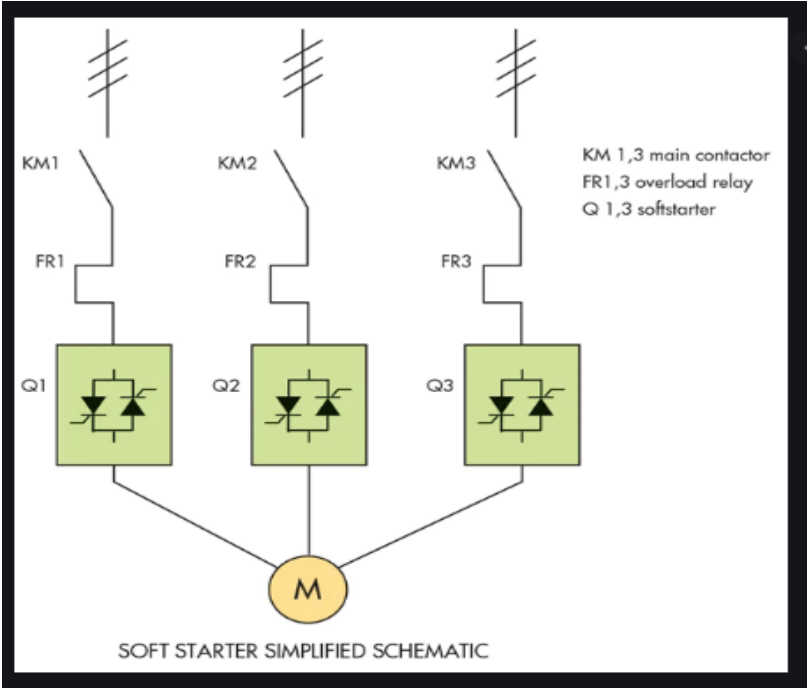 KM1
KM2
KM3
KM 1,3 main contactor
FR1,3 overload relay
Q 1,3 softstarter
FR1
FR2
FR3
Q1
Q2
Q3
M
SOFT STARTER SIMPLIFIED SCHEMATIC